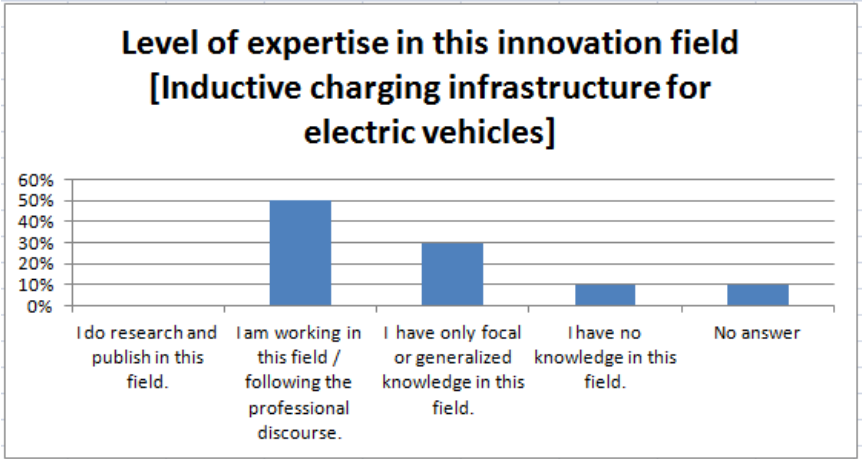 Level of expertise in this innovation field
[Inductive charging infrastructure for
electric vehicles]
60%
50%
40%
30%
20%
10%
0%
I do research and
publish in this
field.
I am working in
this field /
following the
professional
discourse.
I have only focal
or generalized
knowledge in this
field.
I have no
knowledge in this
field.
No answer